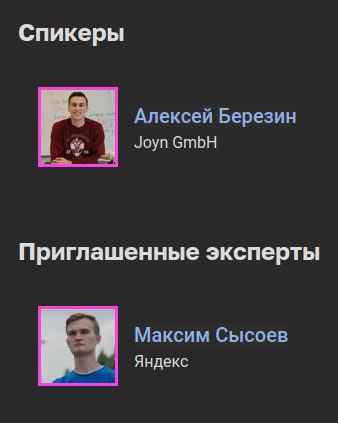 Спикеры
Алексей Березин
Joyn GmbH
Приглашенные эксперты
Максим Сысоев
Яндекс